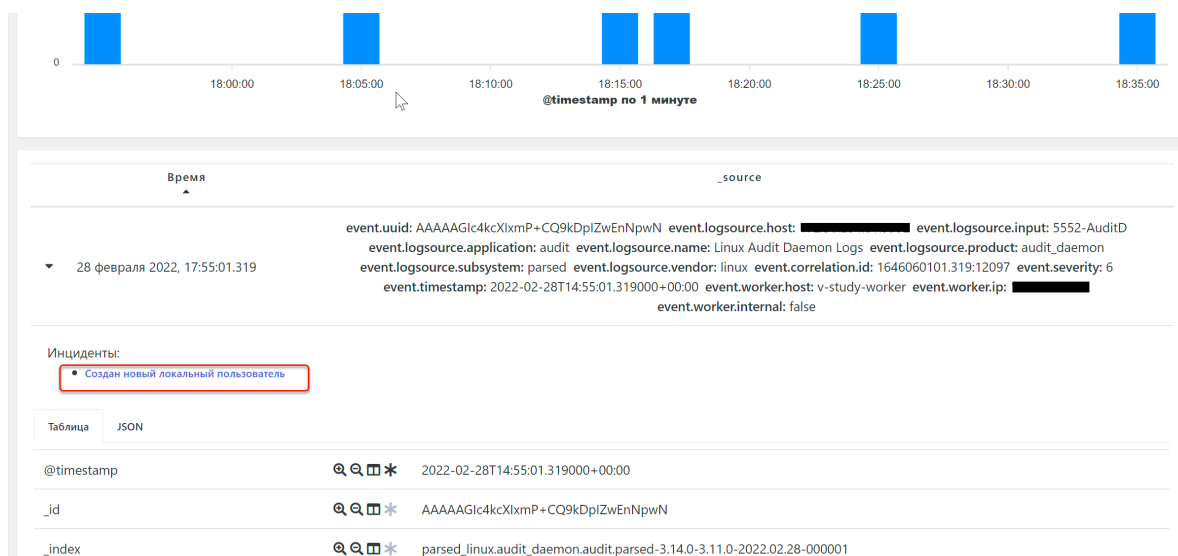 0
18:00:00 18:05:00 18:10:00 18:15:00 18:20:00 18:25:00 18:30:00 18:35:00
@timestamp по 1 минуте
Время _source
event.uuid: AAAAAGIc4kcXIxmP+CQ9kDpIZwEnNpwN event.logsource.host: event.logsource.input: 5552-AuditD
event.logsource.application: audit event.logsource.name: Linux Audit Daemon Logs event.logsource.product: audit_daemon
28 февраля 2022, 17:55:01.319 event.logsource.subsystem: parsed event.logsource.vendor: linux event.correlation.id: 1646060101.319:12097 event.severity: 6
event.timestamp: 2022-02-28T14:55:01.319000+00:00 event.worker.host: v-study-worker event.worker.ip:
event.worker.internal: false
Инциденты:
• Создан новый локальный пользователь
Таблица JSON
@timestamp 2022-02-28T14:55:01.319000+00:00
_id AAAAAGIc4kcXIxmP+CQ9kDpIZwEnNpwN
_index parsed_linux.audit_daemon.audit.parsed-3.14.0-3.11.0-2022.02.28-000001